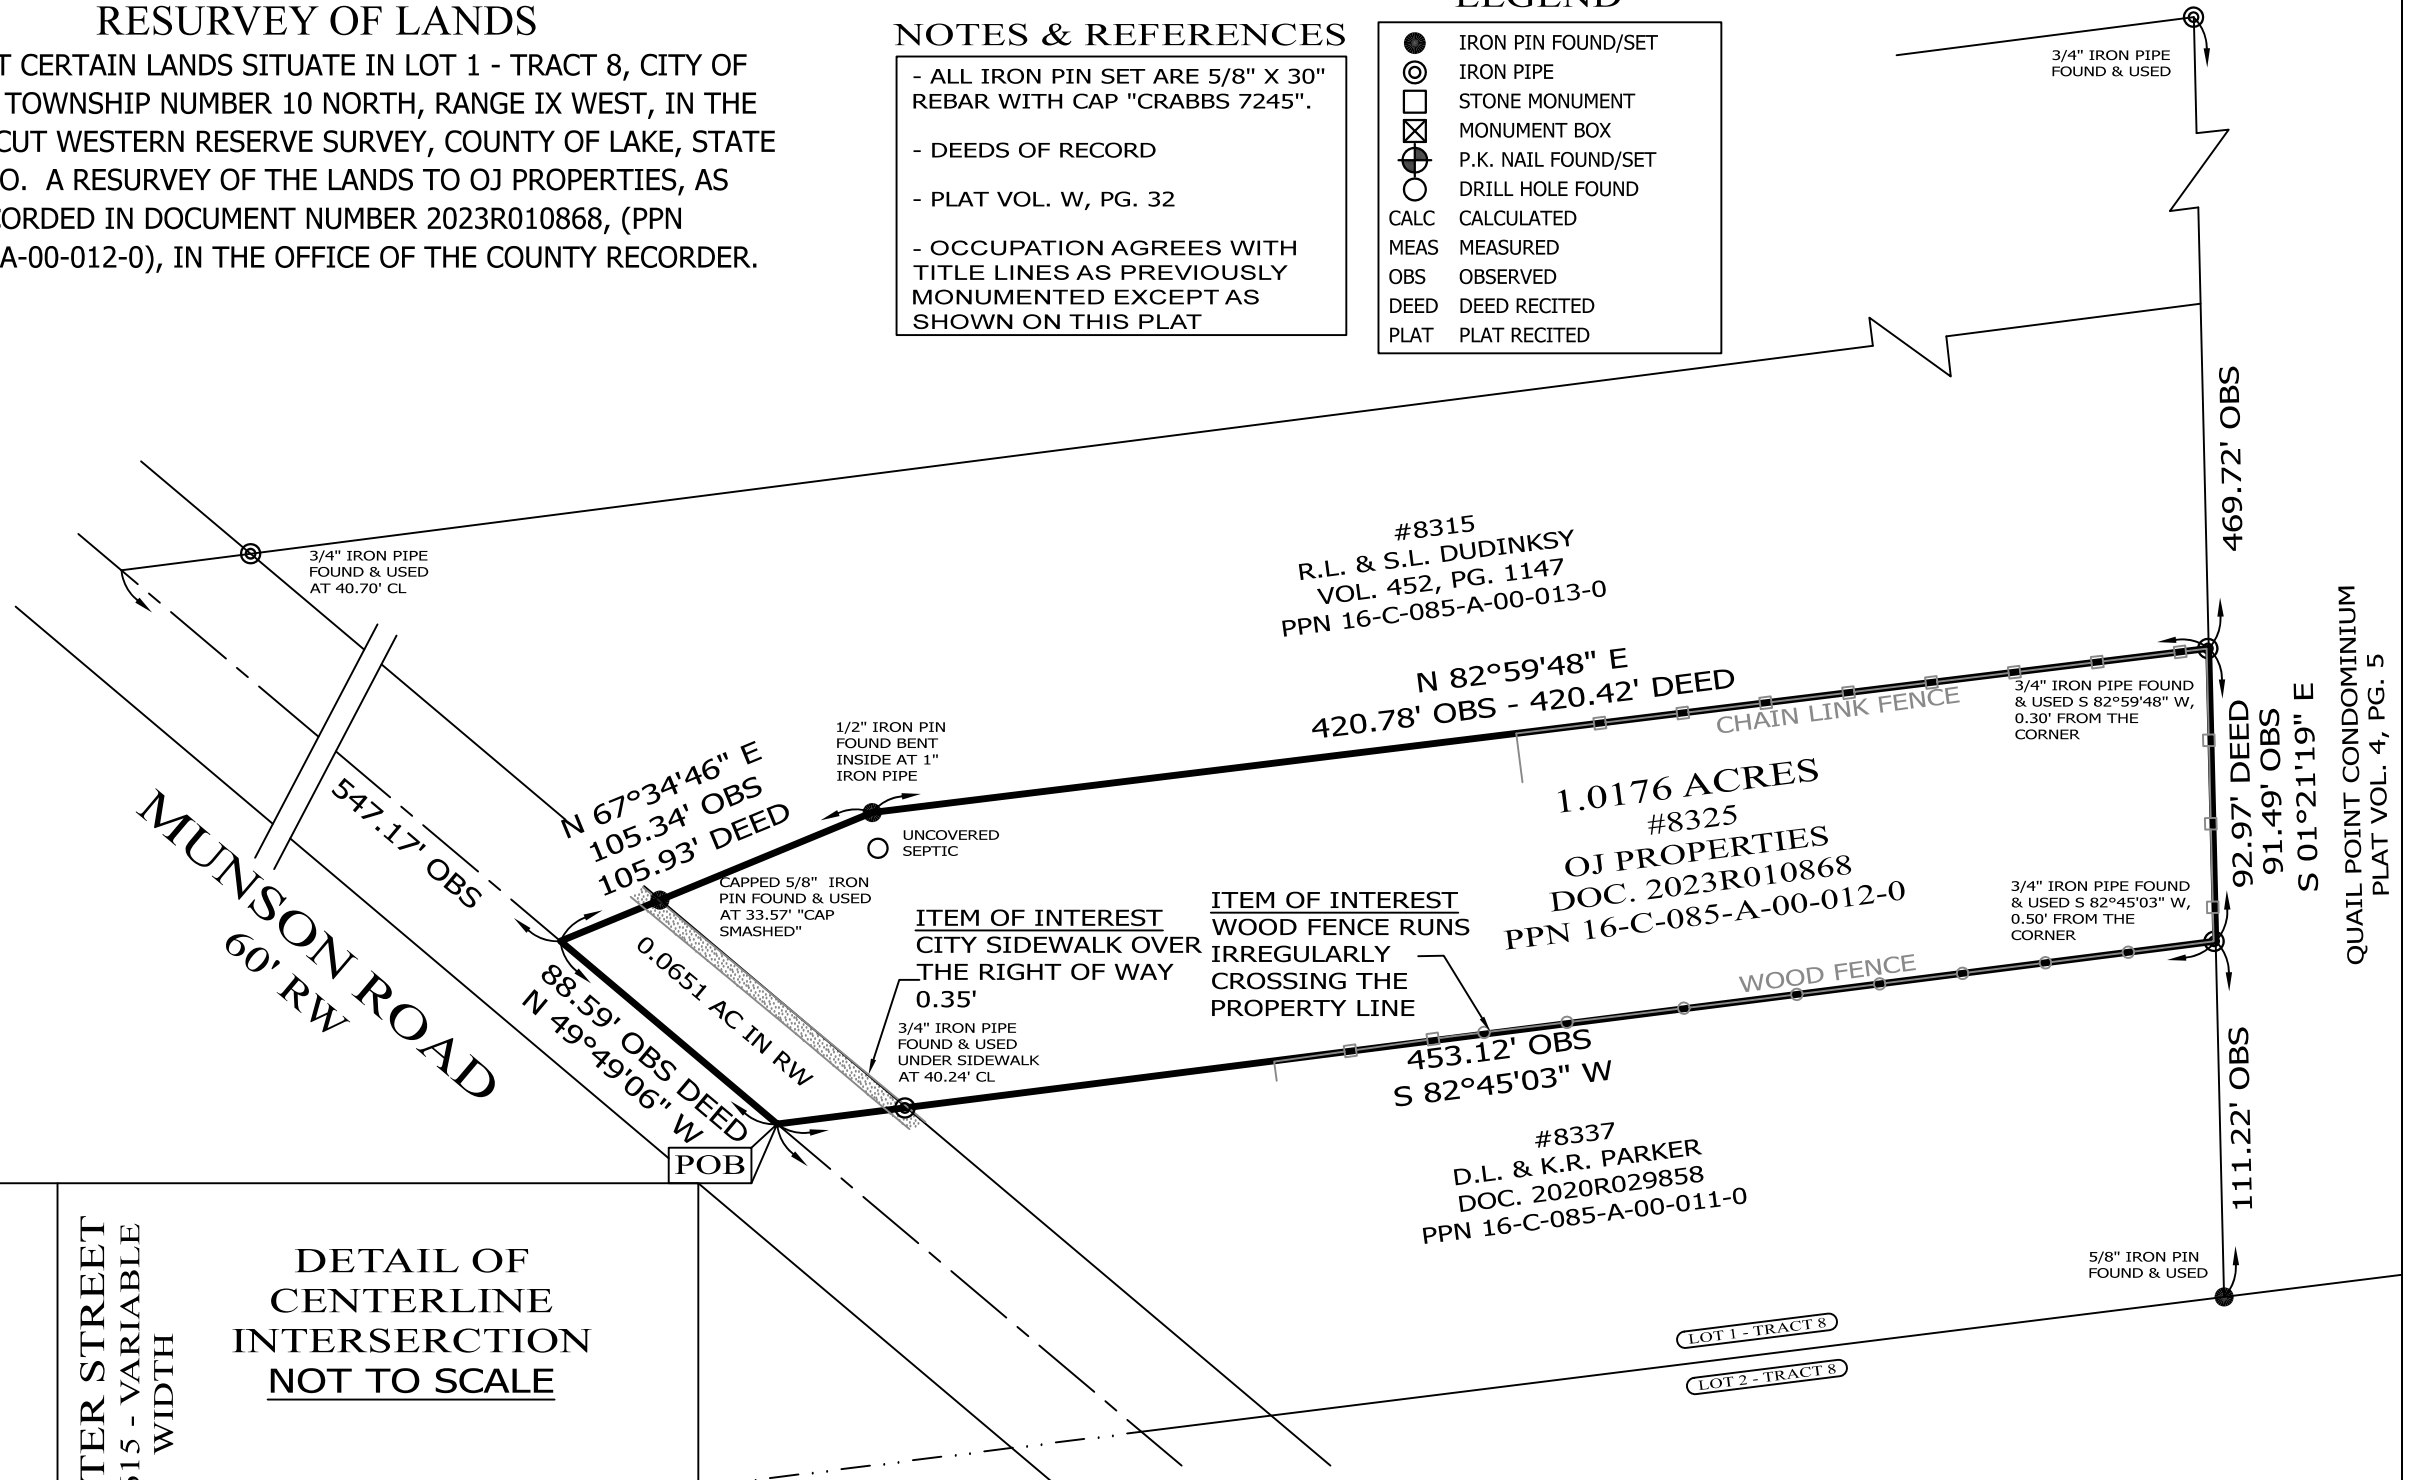 RESURVEY OF LANDS
CERTAIN LANDS SITUATE IN LOT 1 - TRACT 8, CITY OF
TOWNSHIP NUMBER 10 NORTH, RANGE IX WEST, IN THE
WESTERN RESERVE SURVEY, COUNTY OF LAKE, STATE
A RESURVEY OF THE LANDS TO OJ PROPERTIES, AS
IN DOCUMENT NUMBER 2023R010868, (PPN
A-00-012-0), IN THE OFFICE OF THE COUNTY RECORDER.
NOTES & REFERENCES
- ALL IRON PIN SET ARE 5/8" X 30"
REBAR WITH CAP "CRABBS 7245".
- DEEDS OF RECORD
- PLAT VOL. W, PG. 32
- OCCUPATION AGREES WITH
TITLE LINES AS PREVIOUSLY
MONUMENTED EXCEPT AS
SHOWN ON THIS PLAT
LEGEND
IRON PIN FOUND/SET
IRON PIPE
STONE MONUMENT
MONUMENT BOX
P.K. NAIL FOUND/SET
DRILL HOLE FOUND
CALC CALCULATED
MEAS MEASURED
OBS OBSERVED
DEED DEED RECITED
PLAT PLAT RECITED
3/4" IRON PIPE
FOUND & USED
469.72' OBS
3/4" IRON PIPE
FOUND & USED
AT 40.70' CL
#8315
R.L. & S.L. DUDINKSY
VOL. 452, PG. 1147
PPN 16-C-085-A-00-013-0
N 82°59'48" E
420.78' OBS - 420.42' DEED
CHAIN LINK FENCE
3/4" IRON PIPE FOUND
& USED S 82°59'48" W,
0.30' FROM THE
CORNER
92.97' DEED
91.49' OBS
S 01°21'19" E
QUAIL POINT CONDOMINIUM
PLAT VOL. 4, PG. 5
1/2" IRON PIN
FOUND BENT
INSIDE AT 1"
IRON PIPE
N 67°34'46" E
105.34' OBS
105.93' DEED
UNCOVERED
SEPTIC
547.17' OBS
MUNSON ROAD
60' RW
CAPPED 5/8" IRON
PIN FOUND & USED
AT 33.57' "CAP
SMASHED"
1.0176 ACRES
#8325
OJ PROPERTIES
DOC. 2023R010868
PPN 16-C-085-A-00-012-0
ITEM OF INTEREST
CITY SIDEWALK OVER
THE RIGHT OF WAY
0.35'
ITEM OF INTEREST
WOOD FENCE RUNS
IRREGULARLY
CROSSING THE
PROPERTY LINE
3/4" IRON PIPE FOUND
& USED S 82°45'03" W,
0.50' FROM THE
CORNER
WOOD FENCE
0.0651 AC IN RW
88.59' OBS DEED
N 49°49'06" W
3/4" IRON PIPE
FOUND & USED
UNDER SIDEWALK
AT 40.24' CL
453.12' OBS
S 82°45'03" W
POB
#8337
D.L. & K.R. PARKER
DOC. 2020R029858
PPN 16-C-085-A-00-011-0
111.22' OBS
5/8" IRON PIN
FOUND & USED
LOT 1 - TRACT 8
LOT 2 - TRACT 8
DETAIL OF
CENTERLINE
INTERSERCTION
NOT TO SCALE
STREET
- VARIABLE
WIDTH